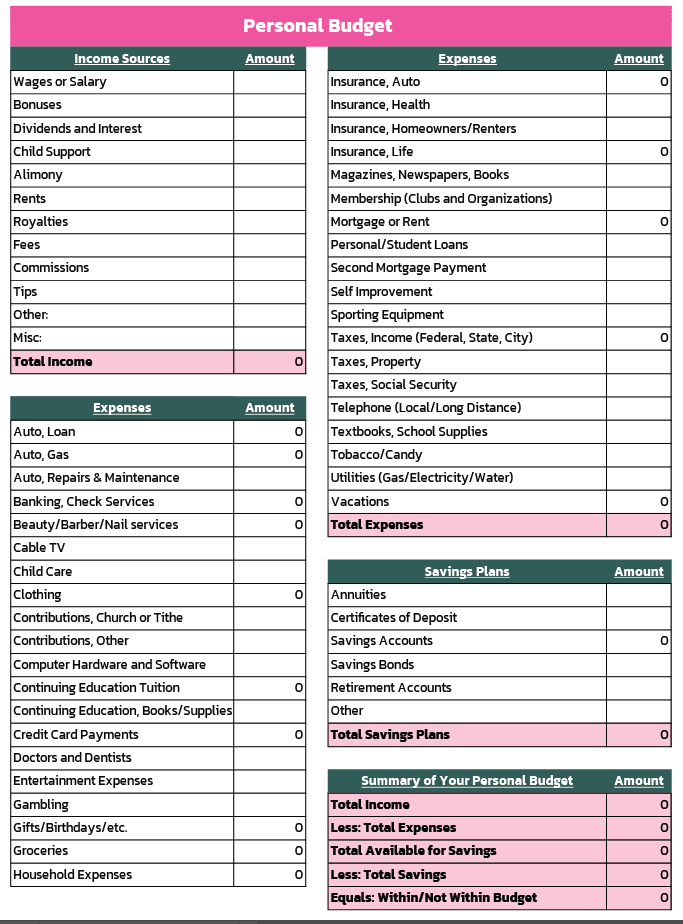 Personal Budget
Income Sources Amount
Wages or Salary
Bonuses
Dividends and Interest
Child Support
Alimony
Rents
Royalties
Fees
Commissions
Tips
Other:
Misc:
Total Income 0
Expenses Amount
Auto, Loan 0
Auto, Gas 0
Auto, Repairs & Maintenance
Banking, Check Services 0
Beauty/Barber/Nail services 0
Cable TV
Child Care
Clothing 0
Contributions, Church or Tithe
Contributions, Other
Computer Hardware and Software
Continuing Education Tuition 0
Continuing Education, Books/Supplies
Credit Card Payments 0
Doctors and Dentists
Entertainment Expenses
Gambling
Gifts/Birthdays/etc. 0
Groceries 0
Household Expenses 0
Expenses Amount
Insurance, Auto 0
Insurance, Health
Insurance, Homeowners/Renters
Insurance, Life 0
Magazines, Newspapers, Books
Membership (Clubs and Organizations)
Mortgage or Rent 0
Personal/Student Loans
Second Mortgage Payment
Self Improvement
Sporting Equipment
Taxes, Income (Federal, State, City) 0
Taxes, Property
Taxes, Social Security
Telephone (Local/Long Distance)
Textbooks, School Supplies
Tobacco/Candy
Utilities (Gas/Electricity/Water)
Vacations 0
Total Expenses 0
Savings Plans Amount
Annuities
Certificates of Deposit
Savings Accounts 0
Savings Bonds
Retirement Accounts
Other
Total Savings Plans 0
Summary of Your Personal Budget Amount
Total Income 0
Less: Total Expenses 0
Total Available for Savings 0
Less: Total Savings 0
Equals: Within/Not Within Budget 0